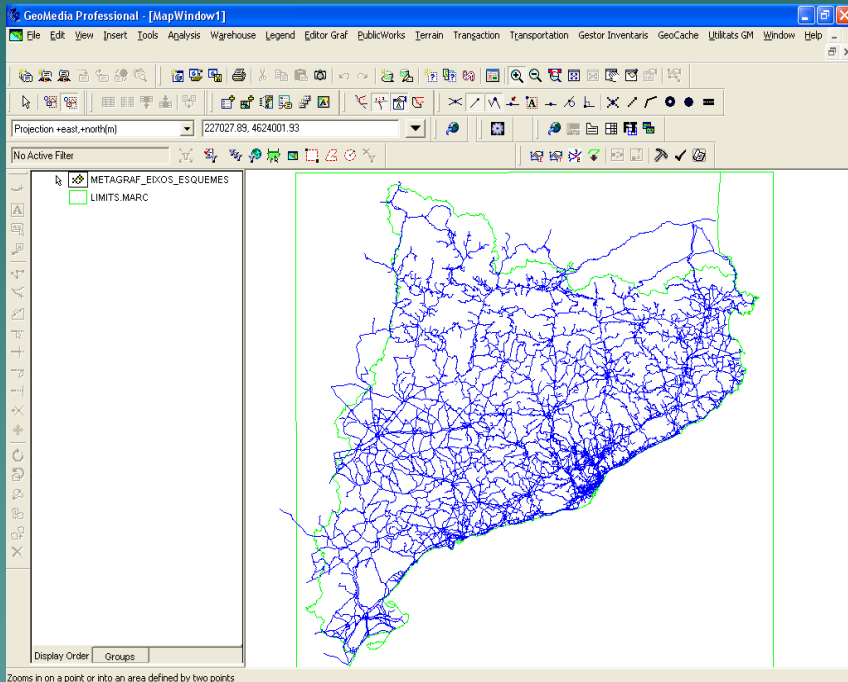 GeoMedia Professional - [MapWindow1]
File Edit View Insert Tools Analysis Warehouse Legend Editor Graf PublicWorks Terrain Transaction Transportation Gestor Inventaris GeoCache Utilitats GM Window Help
Projection +east,+north(m) 227027.89, 4624001.93
No Active Filter
METAGRAF_EIXOS_ESQUEMES
LIMITS.MARC
Display Order Groups
Zooms in on a point or into an area defined by two points